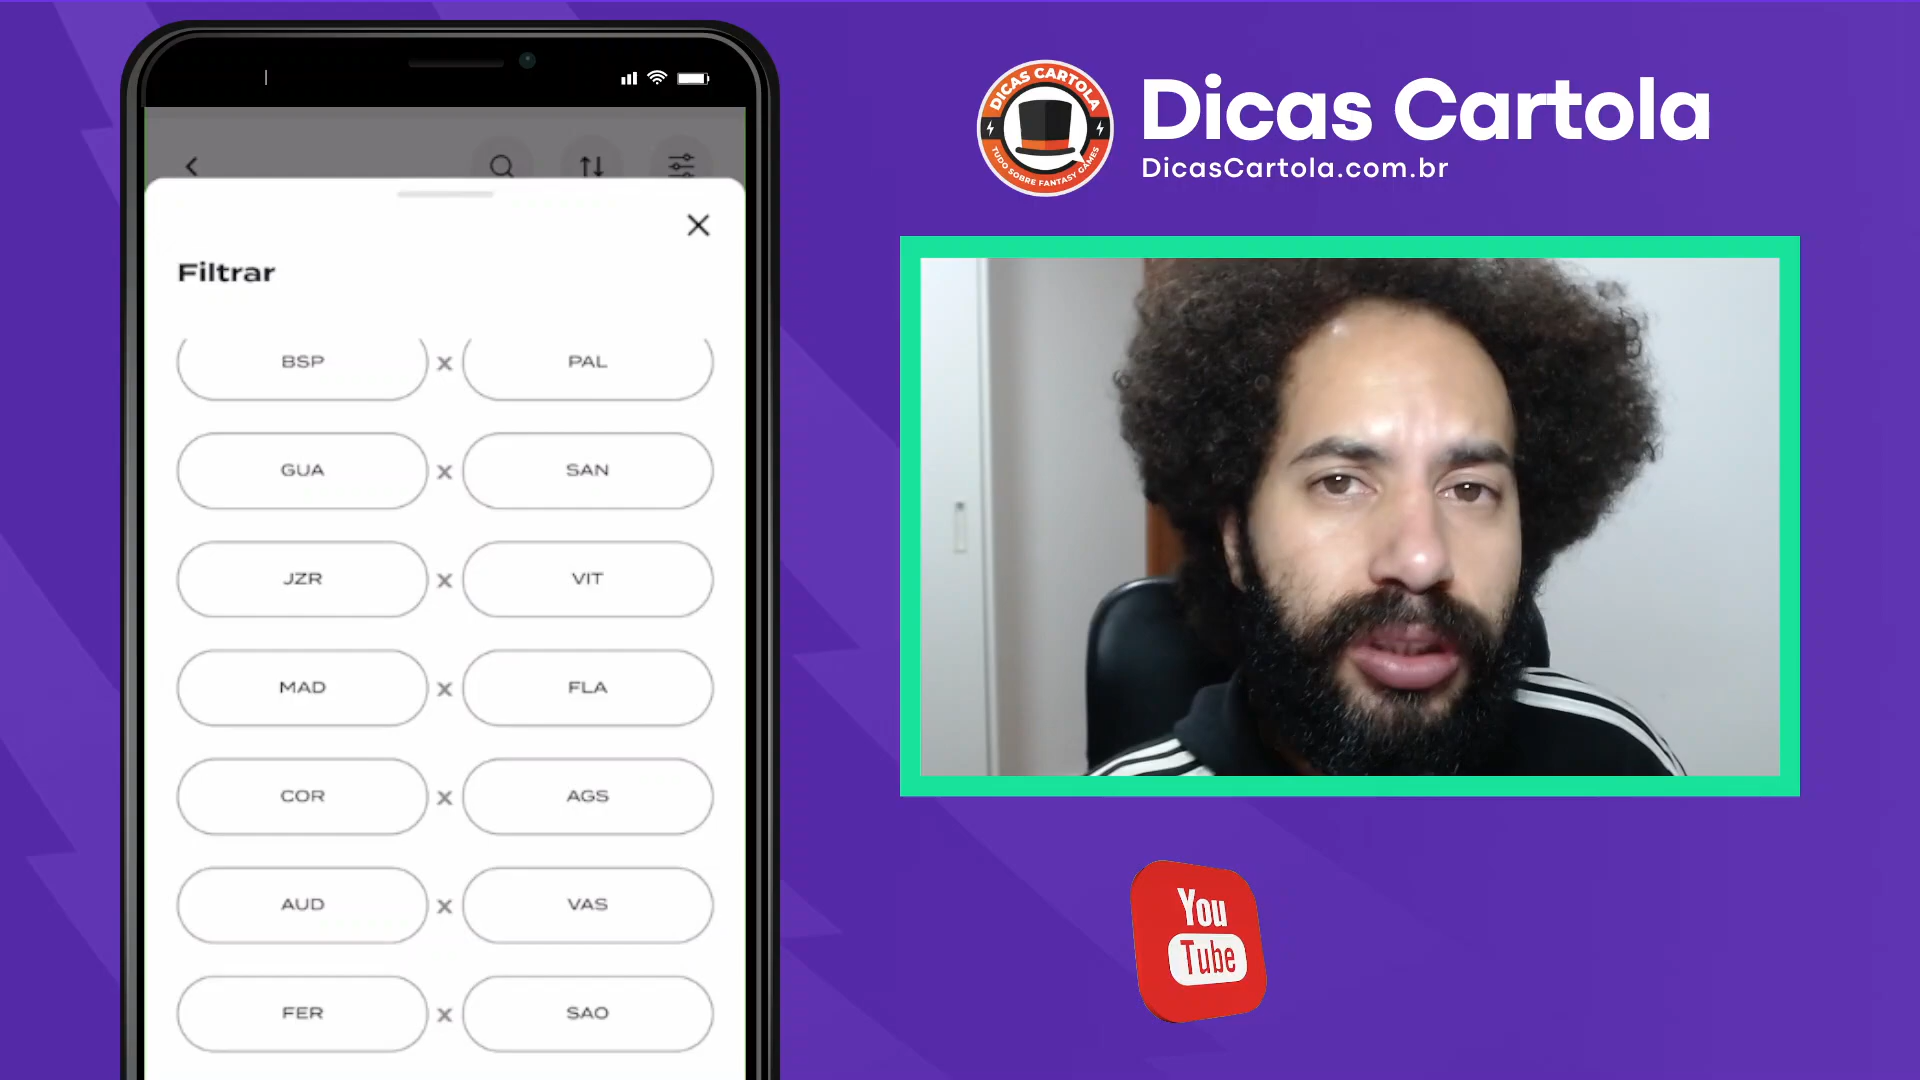 Filtrar
BSP x PAL
GUA x SAN
JZR x VIT
MAD x FLA
COR x AGS
AUD x VAS
FER x SAO
DICAS CARTOLA
TUDO SOBRE FANTASY GAMES
Dicas Cartola
DicasCartola.com.br
You
Tube